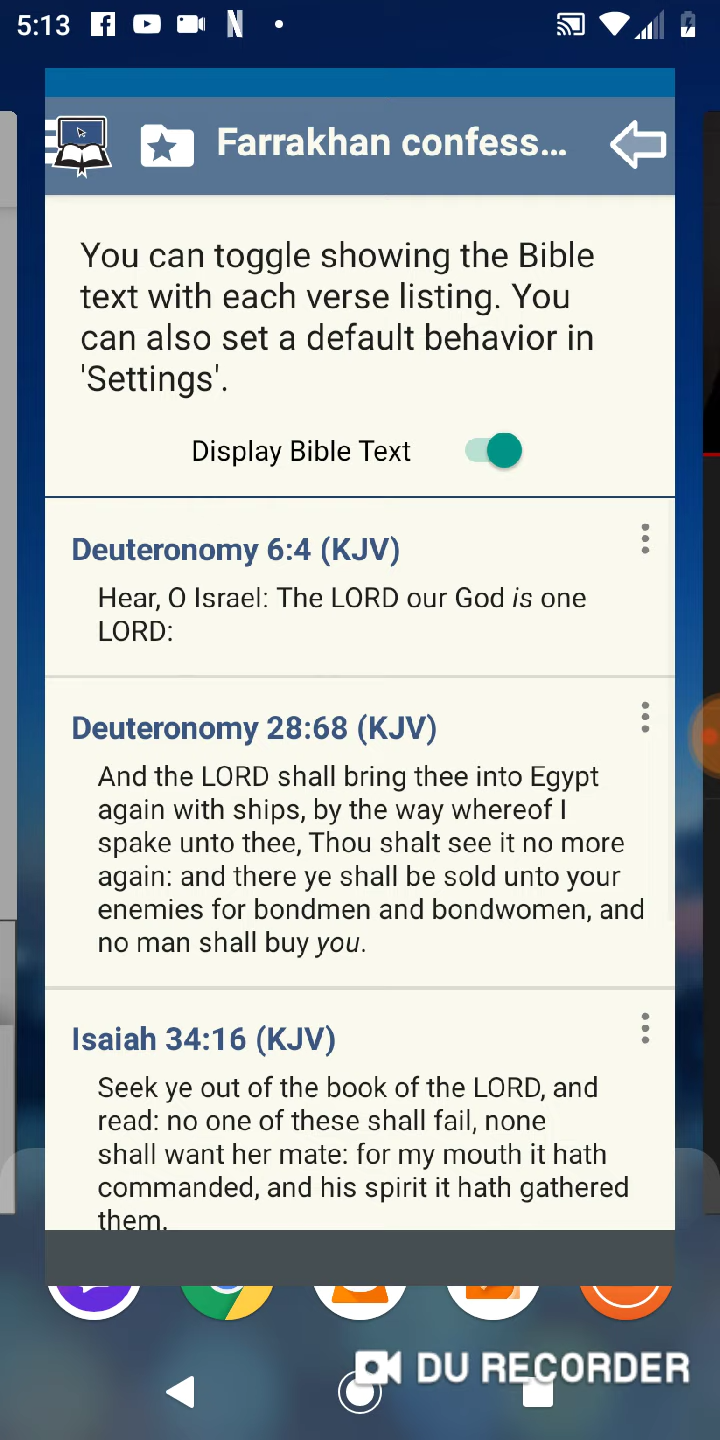 5:13
Farrakhan confess...
You can toggle showing the Bible
text with each verse listing. You
can also set a default behavior in
'Settings'.
Display Bible Text
Deuteronomy 6:4 (KJV)
Hear, O Israel: The LORD our God is one
LORD:
Deuteronomy 28:68 (KJV)
And the LORD shall bring thee into Egypt
again with ships, by the way whereof I
spake unto thee, Thou shalt see it no more
again: and there ye shall be sold unto your
enemies for bondmen and bondwomen, and
no man shall buy you.
Isaiah 34:16 (KJV)
Seek ye out of the book of the LORD, and
read: no one of these shall fail, none
shall want her mate: for my mouth it hath
commanded, and his spirit it hath gathered
them.
DU RECORDER